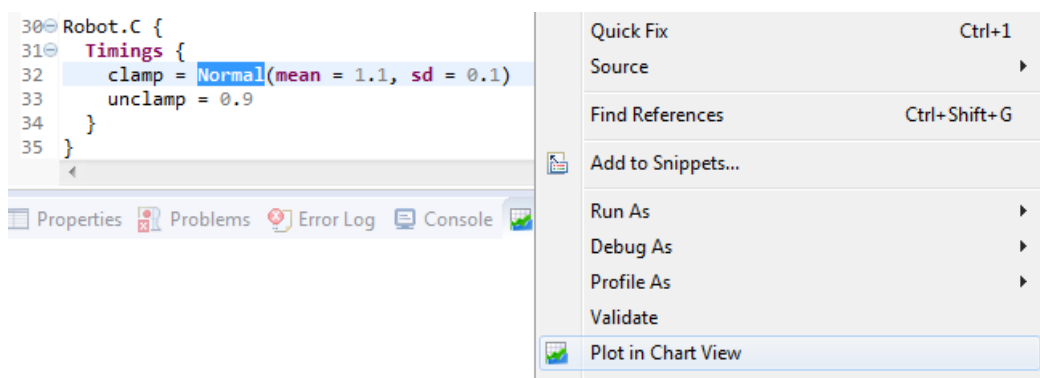 30 Robot.C {
31 Timings {
32 clamp = Normal(mean = 1.1, sd = 0.1)
33 unclamp = 0.9
34 }
35 }
Properties Problems Error Log Console
Quick Fix Ctrl+1
Source
Find References Ctrl+Shift+G
Add to Snippets...
Run As
Debug As
Profile As
Validate
Plot in Chart View